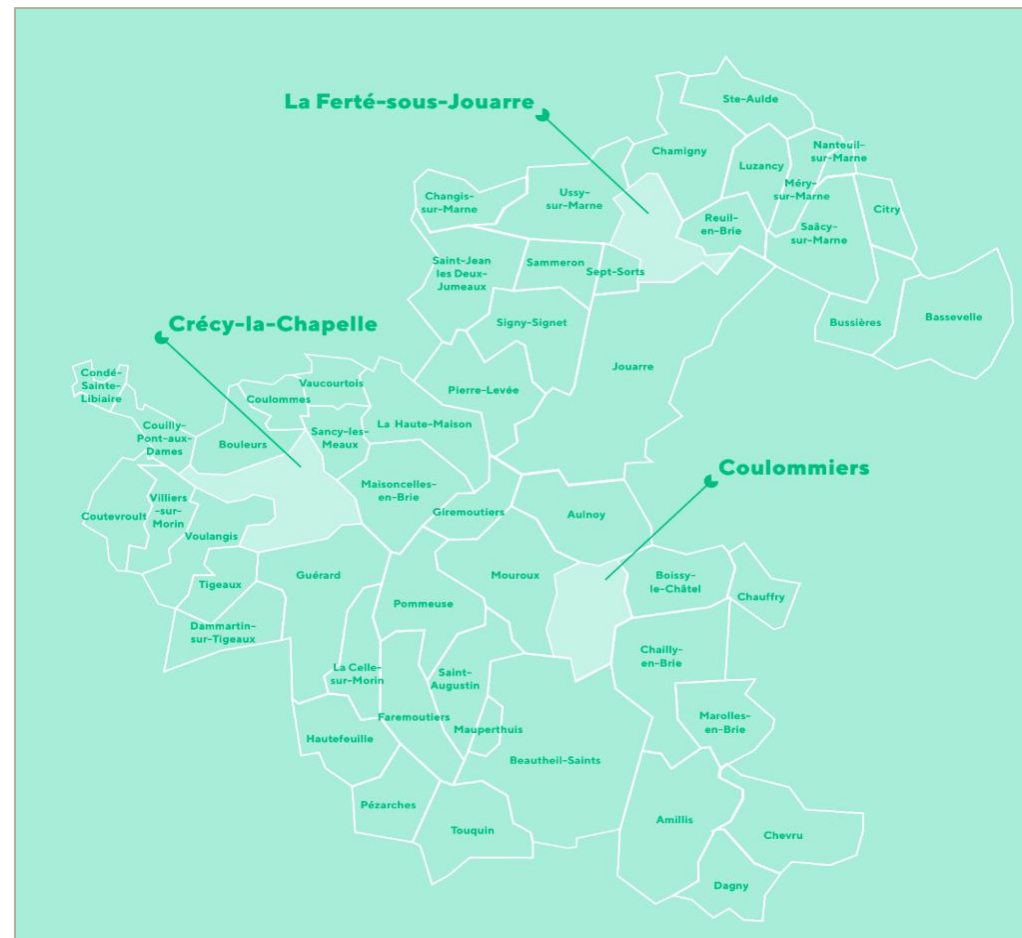 La Ferté-sous-Jouarre
Ste-Aulde
Chamigny
Luzancy
Nanteuil-
sur-Marne
Méry-
sur-Marne
Citry
Changis-
sur-Marne
Ussy-
sur-Marne
Reuil-
en-Brie
Saâcy-
sur-Marne
Saint-Jean
les Deux-
Jumeaux
Sammeron
Sept-Sorts
Bussières
Bassevelle
Signy-Signet
Jouarre
Crécy-la-Chapelle
Condé-
Sainte-
Libiaire
Vaucourtois
Coulommes
Pierre-Levée
Couilly-
Pont-aux-
Dames
Bouleurs
Sancy-les-
Meaux
La Haute-Maison
Coulommiers
Maisoncelles-
en-Brie
Giremoutiers
Aulnoy
Coutevroult
Villiers
-sur-
Morin
Voulangis
Tigeaux
Guérard
Mouroux
Boissy-
le-Châtel
Chauffry
Pommeuse
Dammartin-
sur-Tigeaux
La Celle-
sur-Morin
Saint-
Augustin
Chailly-
en-Brie
Faremoutiers
Mauperthuis
Marolles-
en-Brie
Hautefeuille
Beautheil-Saints
Pézarches
Touquin
Amillis
Chevru
Dagny